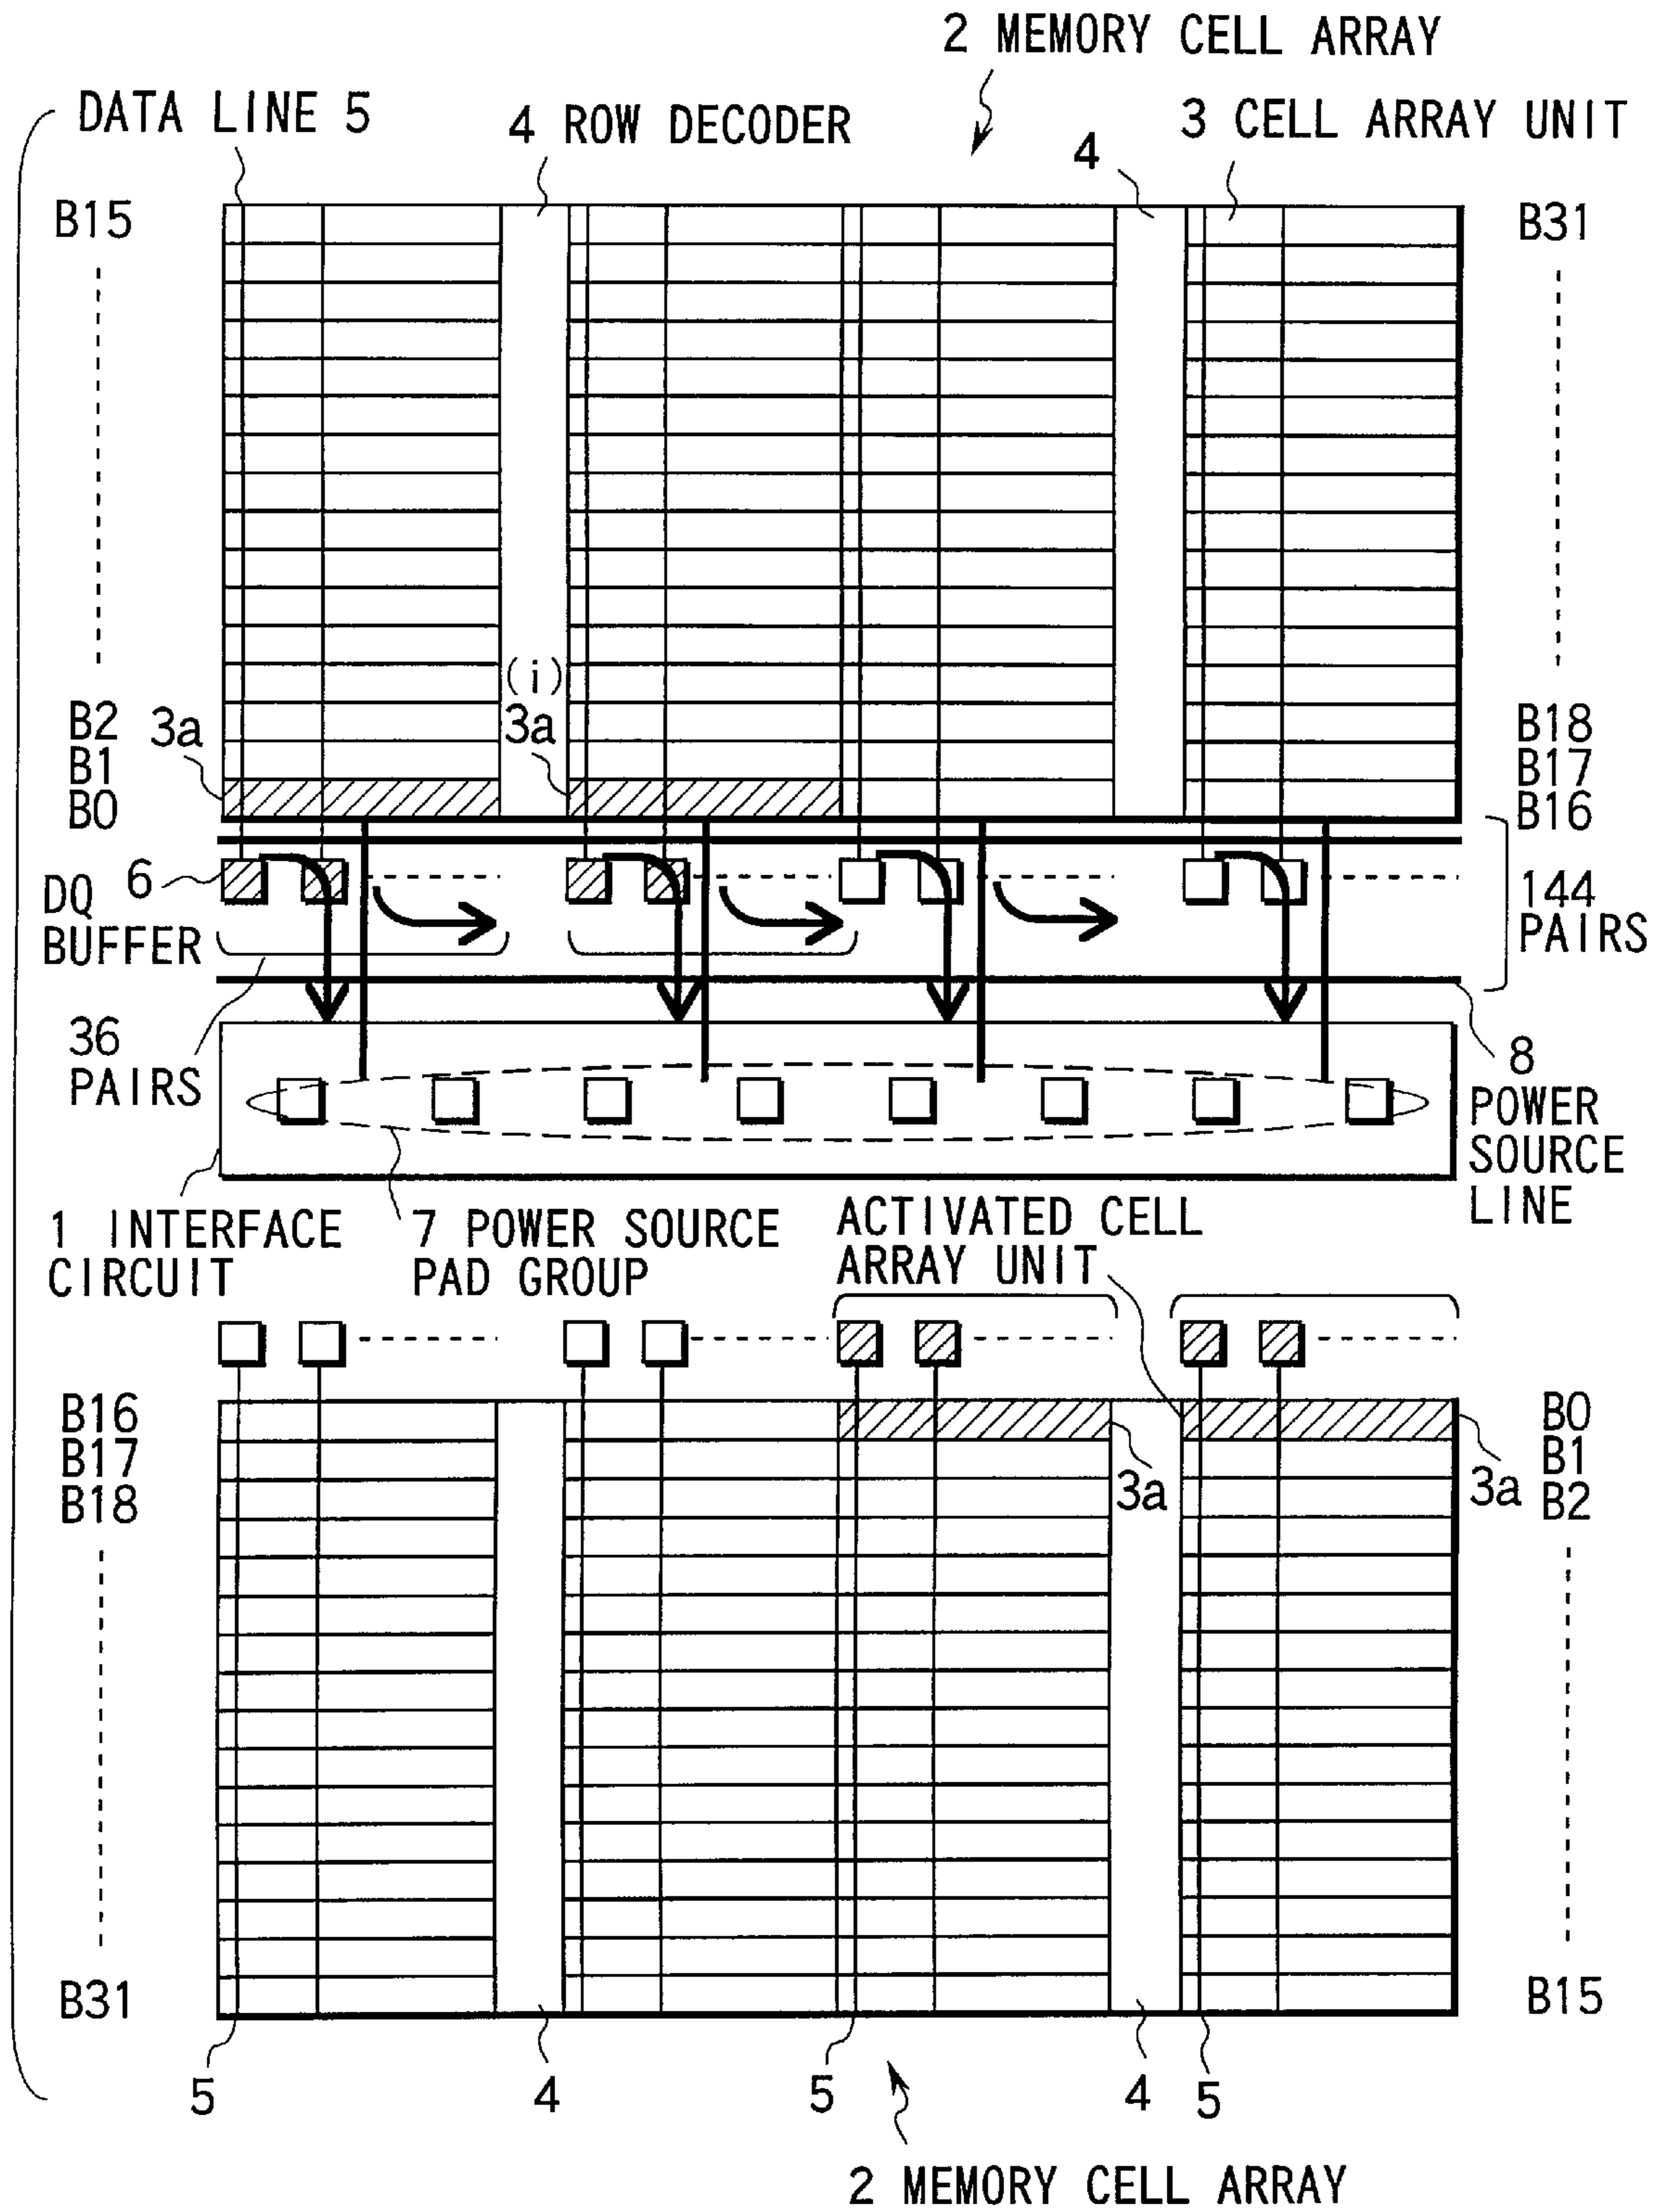 2 MEMORY CELL ARRAY
DATA LINE 5
4 ROW DECODER
4
3 CELL ARRAY UNIT
B15
B31
(i)
B2
3a
3a
B18
B1
B17
B0
B16
6
DQ
BUFFER
144
PAIRS
36
PAIRS
8
POWER
SOURCE
LINE
1 INTERFACE
CIRCUIT
7 POWER SOURCE
PAD GROUP
ACTIVATED CELL
ARRAY UNIT
B16
B0
B17
B1
B18
3a
3a
B2
B31
B15
5
4
5
4
5
2 MEMORY CELL ARRAY